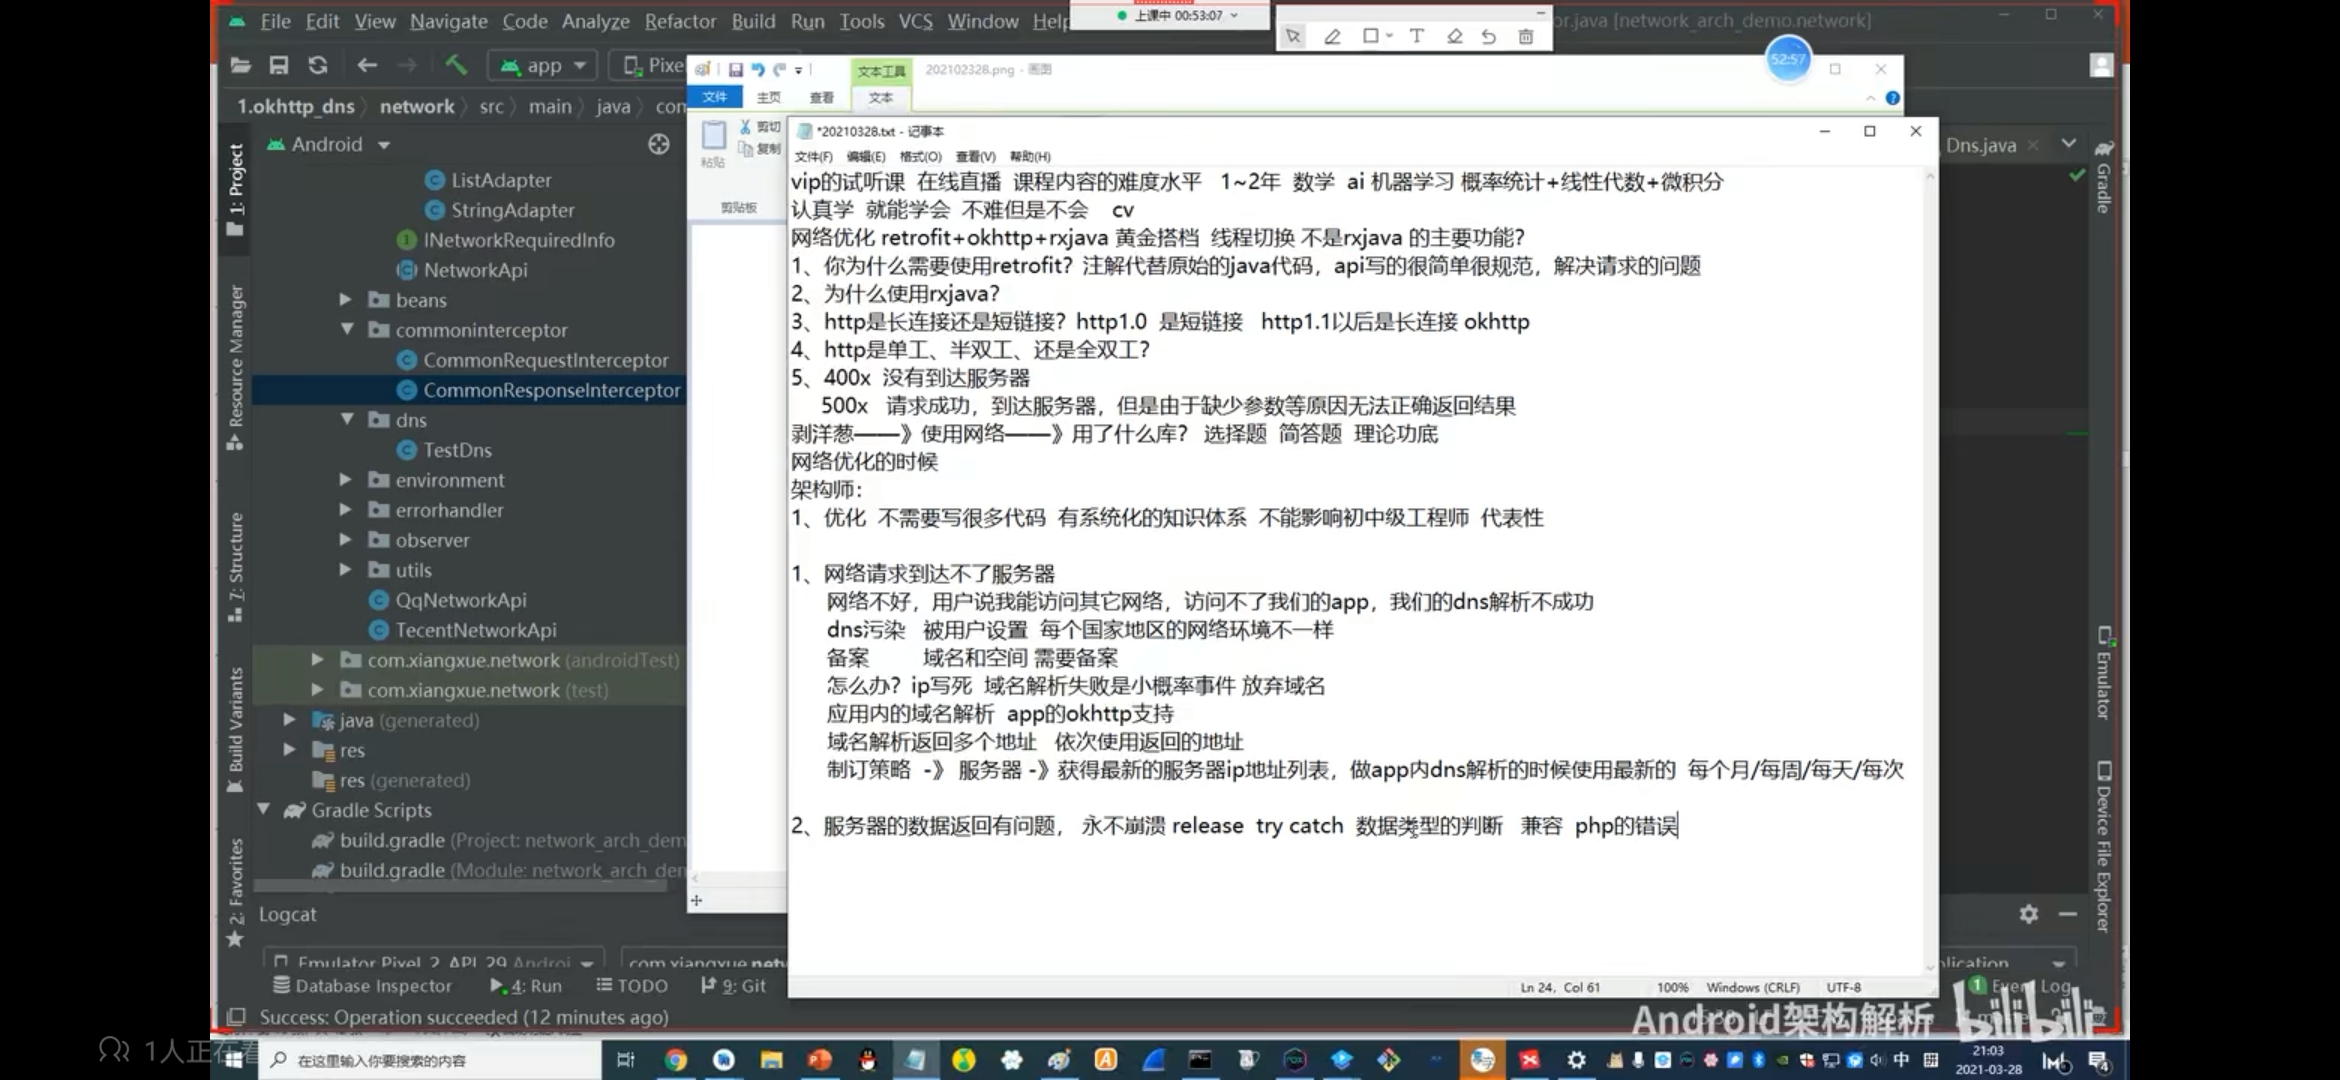 File Edit View Navigate Code Analyze Refactor Build Run Tools VCS Window Help
上课中 00:53:07
or.java [network_arch_demo.network]
app
Pixe
1.okhttp_dns network src main java com
52:57
文本工具
202102328.png - 画图
文件 主页 查看 文本
粘贴
剪切
复制
剪贴板
1: Project
Resource Manager
7: Structure
Build Variants
2: Favorites
Android
ListAdapter
StringAdapter
INetworkRequiredInfo
NetworkApi
beans
commoninterceptor
CommonRequestInterceptor
CommonResponseInterceptor
dns
TestDns
environment
errorhandler
observer
utils
QqNetworkApi
TecentNetworkApi
com.xiangxue.network (androidTest)
com.xiangxue.network (test)
java (generated)
res
res (generated)
Gradle Scripts
build.gradle (Project: network_arch_dem
build.gradle (Module: network_arch_den
*20210328.txt - 记事本
文件(F) 编辑(E) 格式(O) 查看(V) 帮助(H)
vip的试听课 在线直播 课程内容的难度水平 1~2年 数学 ai 机器学习 概率统计+线性代数+微积分
认真学 就能学会 不难但是不会 cv
网络优化 retrofit+okhttp+rxjava 黄金搭档 线程切换 不是rxjava 的主要功能？
1、你为什么需要使用retrofit？注解代替原始的java代码，api写的很简单很规范，解决请求的问题
2、为什么使用rxjava？
3、http是长连接还是短链接？http1.0 是短链接 http1.1以后是长连接 okhttp
4、http是单工、半双工、还是全双工？
5、400x 没有到达服务器
500x 请求成功，到达服务器，但是由于缺少参数等原因无法正确返回结果
剥洋葱——》使用网络——》用了什么库？ 选择题 简答题 理论功底
网络优化的时候
架构师：
1、优化 不需要写很多代码 有系统化的知识体系 不能影响初中级工程师 代表性
1、网络请求到达不了服务器
网络不好，用户说我能访问其它网络，访问不了我们的app，我们的dns解析不成功
dns污染 被用户设置 每个国家地区的网络环境不一样
备案 域名和空间 需要备案
怎么办？ip写死 域名解析失败是小概率事件 放弃域名
应用内的域名解析 app的okhttp支持
域名解析返回多个地址 依次使用返回的地址
制订策略 -》 服务器 -》获得最新的服务器ip地址列表，做app内dns解析的时候使用最新的 每个月/每周/每天/每次
2、服务器的数据返回有问题， 永不崩溃 release try catch 数据类型的判断 兼容 php的错误
Ln 24, Col 61 100% Windows (CRLF) UTF-8
Dns.java
Gradle
Emulator
Device File Explorer
Logcat
Emulator Pixel_2_API_29 Androi
com.xiangxue.netw
plication
Database Inspector 4: Run TODO 9: Git
1 Event Log
Success: Operation succeeded (12 minutes ago)
Android架构解析 bilibili
1人正在看
在这里输入你要搜索的内容
中
21:03
2021-03-28
4